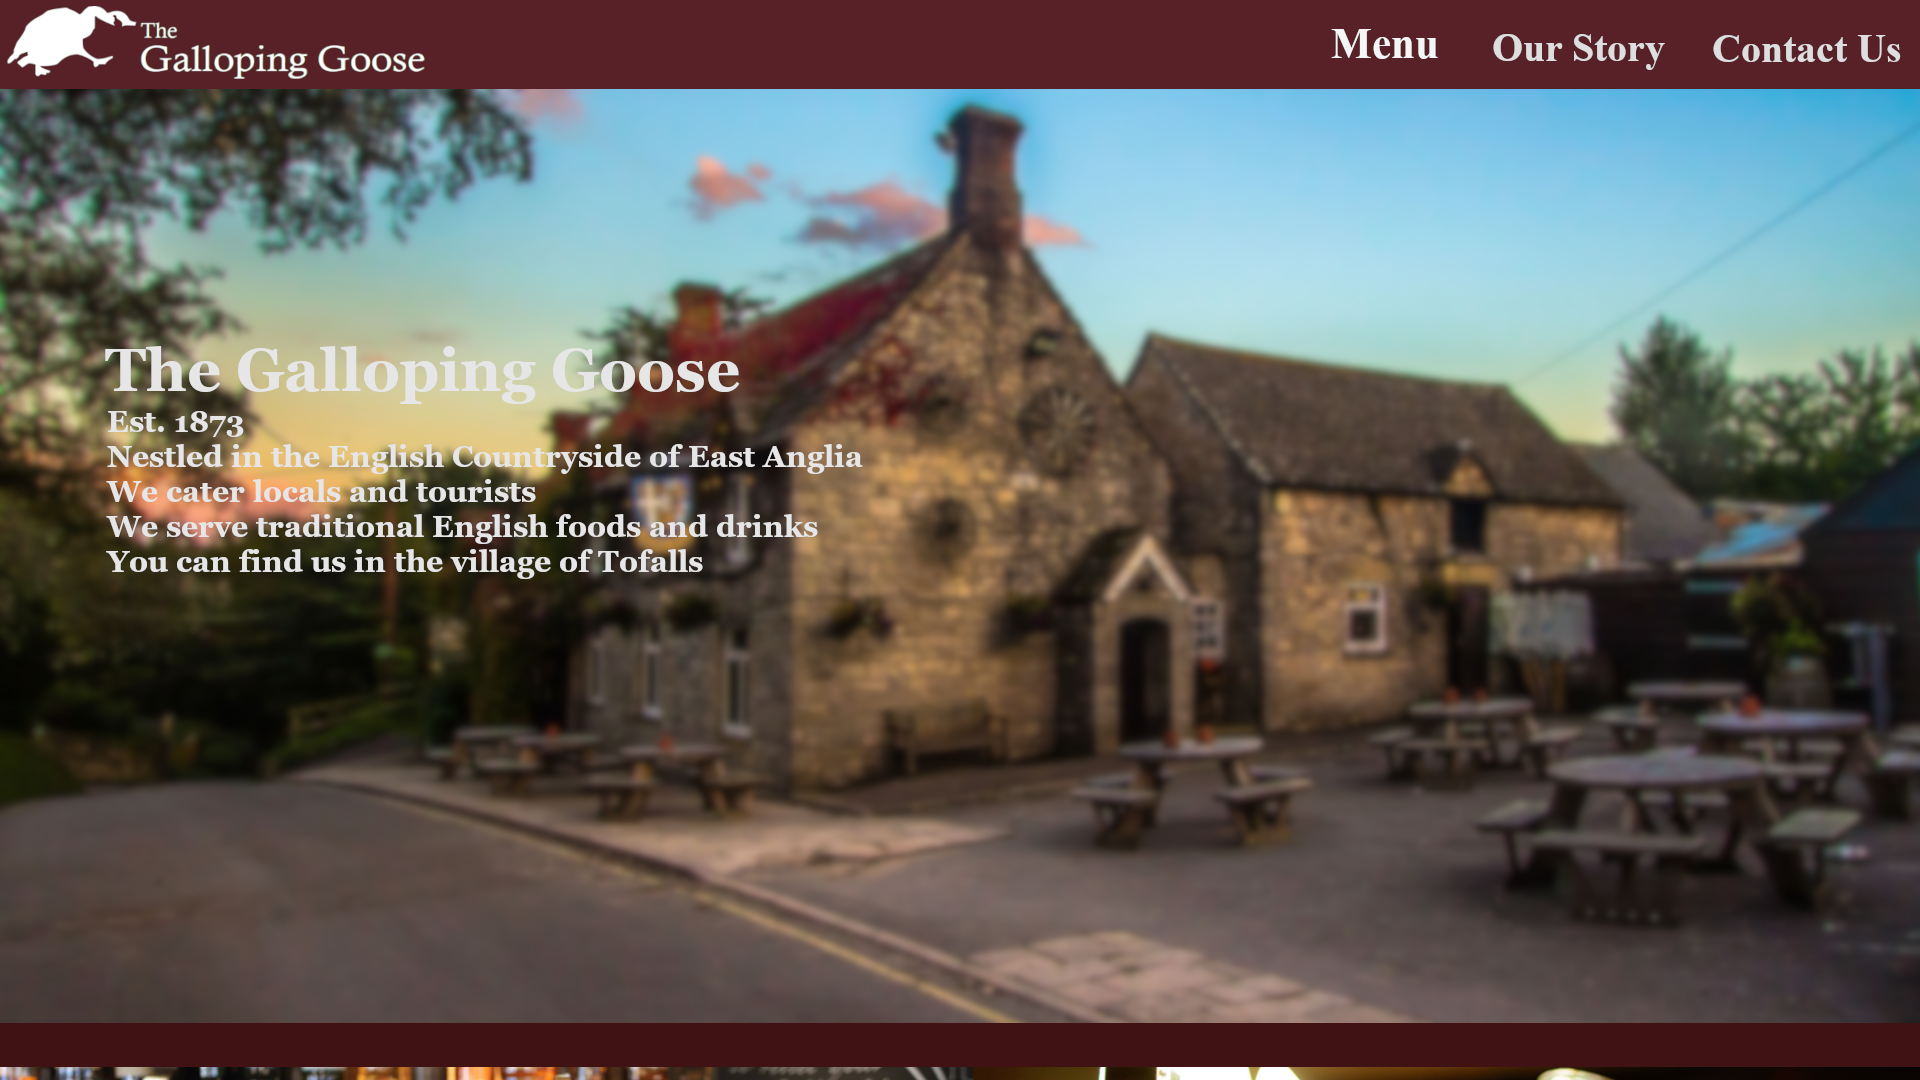 The
Galloping Goose
Menu
Our Story
Contact Us
The Galloping Goose
Est. 1873
Nestled in the English Countryside of East Anglia
We cater locals and tourists
We serve traditional English foods and drinks
You can find us in the village of Tofalls